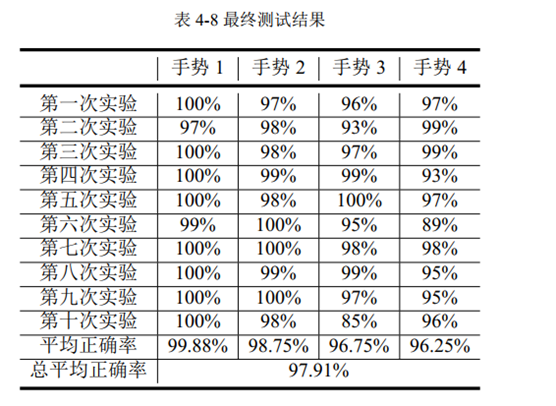 表 4-8 最终测试结果
手势 1 手势 2 手势 3 手势 4
第一次实验 100% 97% 96% 97%
第二次实验 97% 98% 93% 99%
第三次实验 100% 98% 97% 99%
第四次实验 100% 99% 99% 93%
第五次实验 100% 98% 100% 97%
第六次实验 99% 100% 95% 89%
第七次实验 100% 100% 98% 98%
第八次实验 100% 99% 99% 95%
第九次实验 100% 100% 97% 95%
第十次实验 100% 98% 85% 96%
平均正确率 99.88% 98.75% 96.75% 96.25%
总平均正确率 97.91%